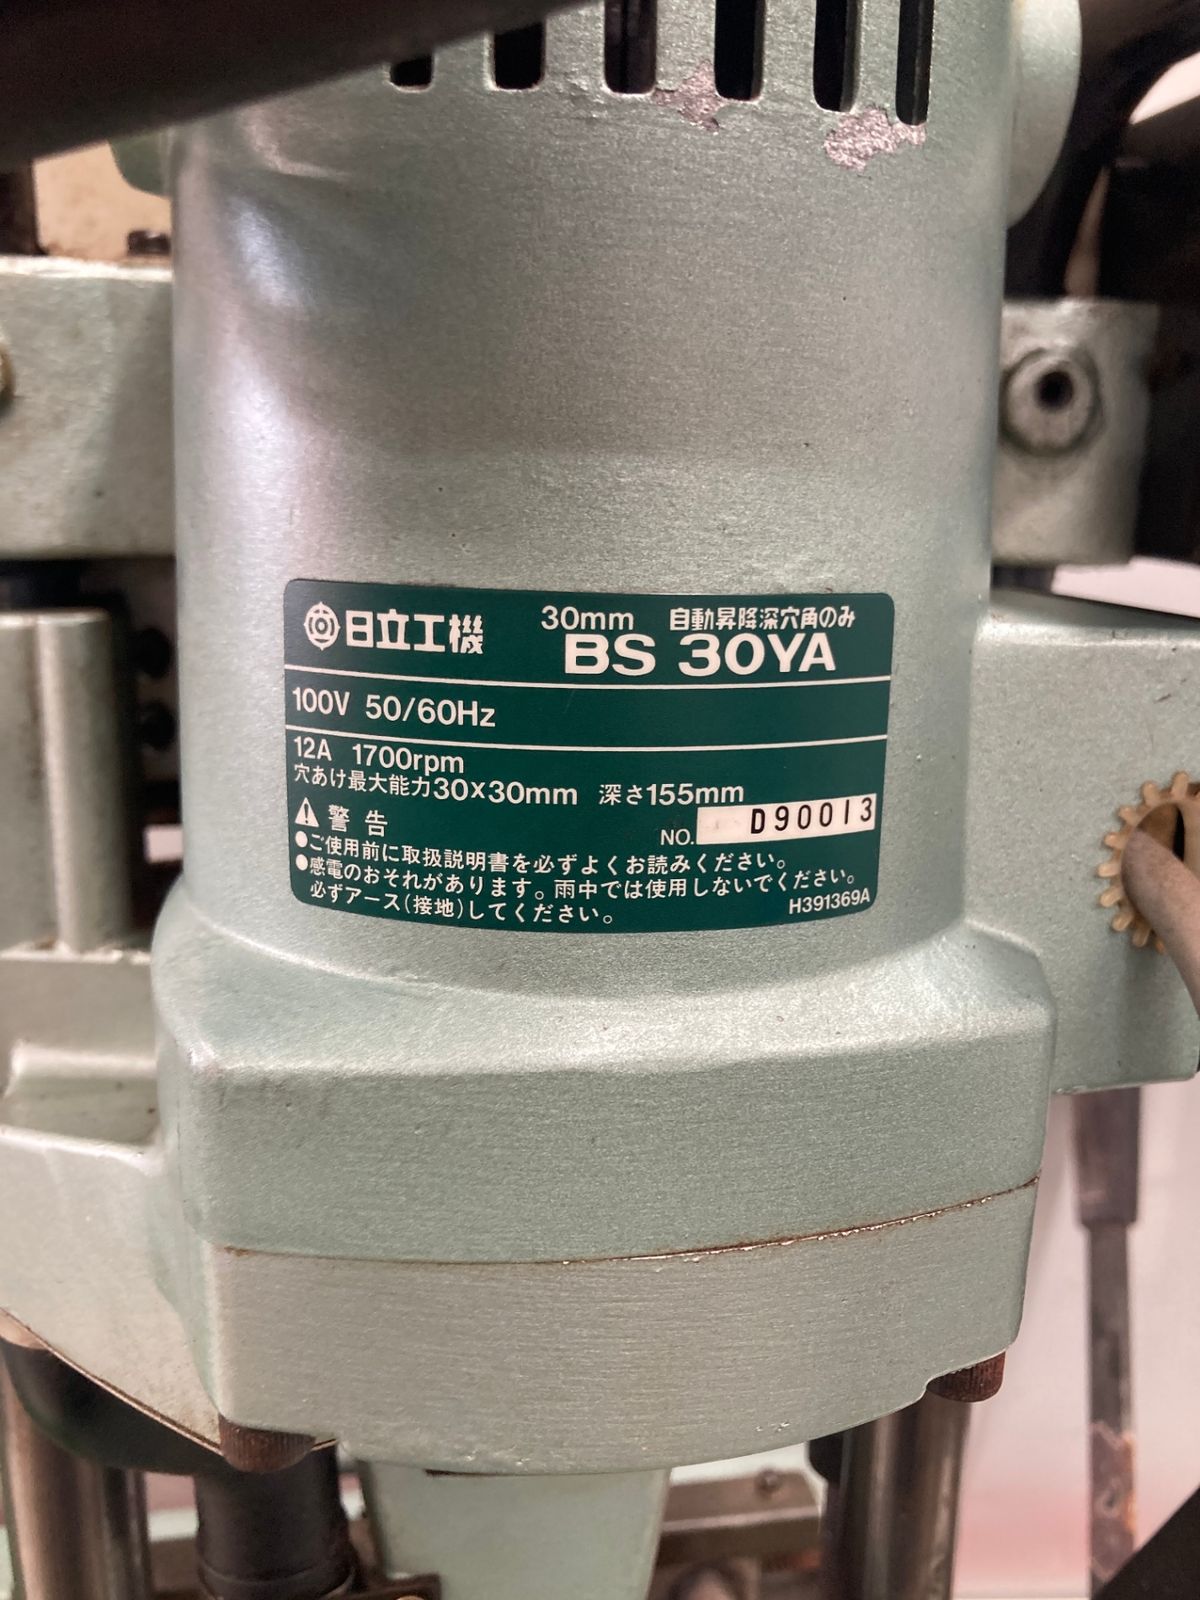 日立工機
30mm 自動昇降深穴角のみ
BS 30YA
100V 50/60Hz
12A 1700rpm
穴あけ最大能力30×30mm 深さ155mm
NO. D90013
⚠ 警告
●ご使用前に取扱説明書を必ずよくお読みください。
●感電のおそれがあります。雨中では使用しないでください。
必ずアース(接地)してください。
H391369A